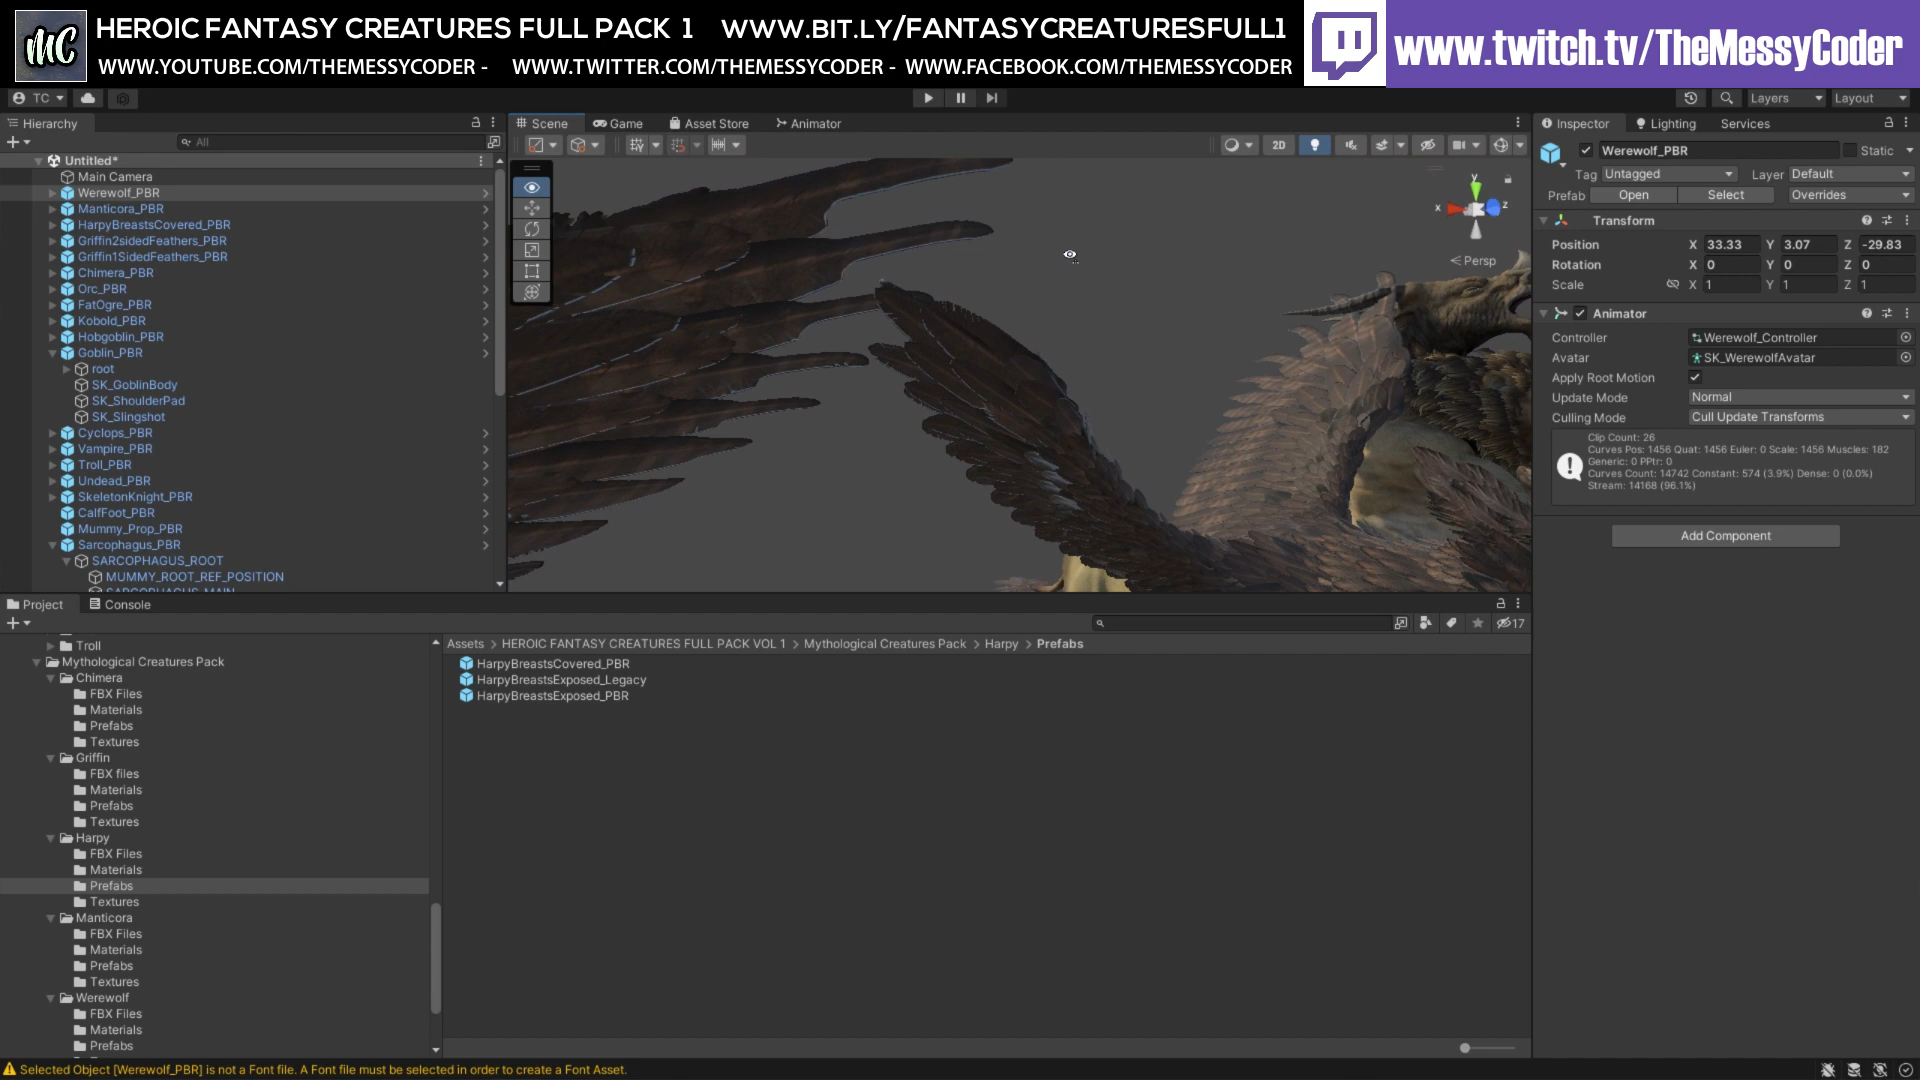 MC HEROIC FANTASY CREATURES FULL PACK 1 WWW.BIT.LY/FANTASYCREATURESFULL1
WWW.YOUTUBE.COM/THEMESSYCODER - WWW.TWITTER.COM/THEMESSYCODER - WWW.FACEBOOK.COM/THEMESSYCODER
www.twitch.tv/TheMessyCoder
TC
Layers
Layout
Hierarchy
All
Untitled*
Main Camera
Werewolf_PBR
Manticora_PBR
HarpyBreastsCovered_PBR
Griffin2sidedFeathers_PBR
Griffin1SidedFeathers_PBR
Chimera_PBR
Orc_PBR
FatOgre_PBR
Kobold_PBR
Hobgoblin_PBR
Goblin_PBR
root
SK_GoblinBody
SK_ShoulderPad
SK_Slingshot
Cyclops_PBR
Vampire_PBR
Troll_PBR
Undead_PBR
SkeletonKnight_PBR
CalfFoot_PBR
Mummy_Prop_PBR
Sarcophagus_PBR
SARCOPHAGUS_ROOT
MUMMY_ROOT_REF_POSITION
SARCOPHAGUS_MAIN
Scene
Game
Asset Store
Animator
2D
y
x
z
Persp
Inspector
Lighting
Services
Werewolf_PBR
Static
Tag Untagged
Layer Default
Prefab Open Select Overrides
Transform
Position X 33.33 Y 3.07 Z -29.83
Rotation X 0 Y 0 Z 0
Scale X 1 Y 1 Z 1
Animator
Controller Werewolf_Controller
Avatar SK_WerewolfAvatar
Apply Root Motion
Update Mode Normal
Culling Mode Cull Update Transforms
Clip Count: 26
Curves Pos: 1456 Quat: 1456 Euler: 0 Scale: 1456 Muscles: 182
Generic: 0 PPtr: 0
Curves Count: 14742 Constant: 574 (3.9%) Dense: 0 (0.0%)
Stream: 14168 (96.1%)
Add Component
Project
Console
17
Troll
Mythological Creatures Pack
Chimera
FBX Files
Materials
Prefabs
Textures
Griffin
FBX files
Materials
Prefabs
Textures
Harpy
FBX Files
Materials
Prefabs
Textures
Manticora
FBX Files
Materials
Prefabs
Textures
Werewolf
FBX Files
Materials
Prefabs
Assets > HEROIC FANTASY CREATURES FULL PACK VOL 1 > Mythological Creatures Pack > Harpy > Prefabs
HarpyBreastsCovered_PBR
HarpyBreastsExposed_Legacy
HarpyBreastsExposed_PBR
Selected Object [Werewolf_PBR] is not a Font file. A Font file must be selected in order to create a Font Asset.